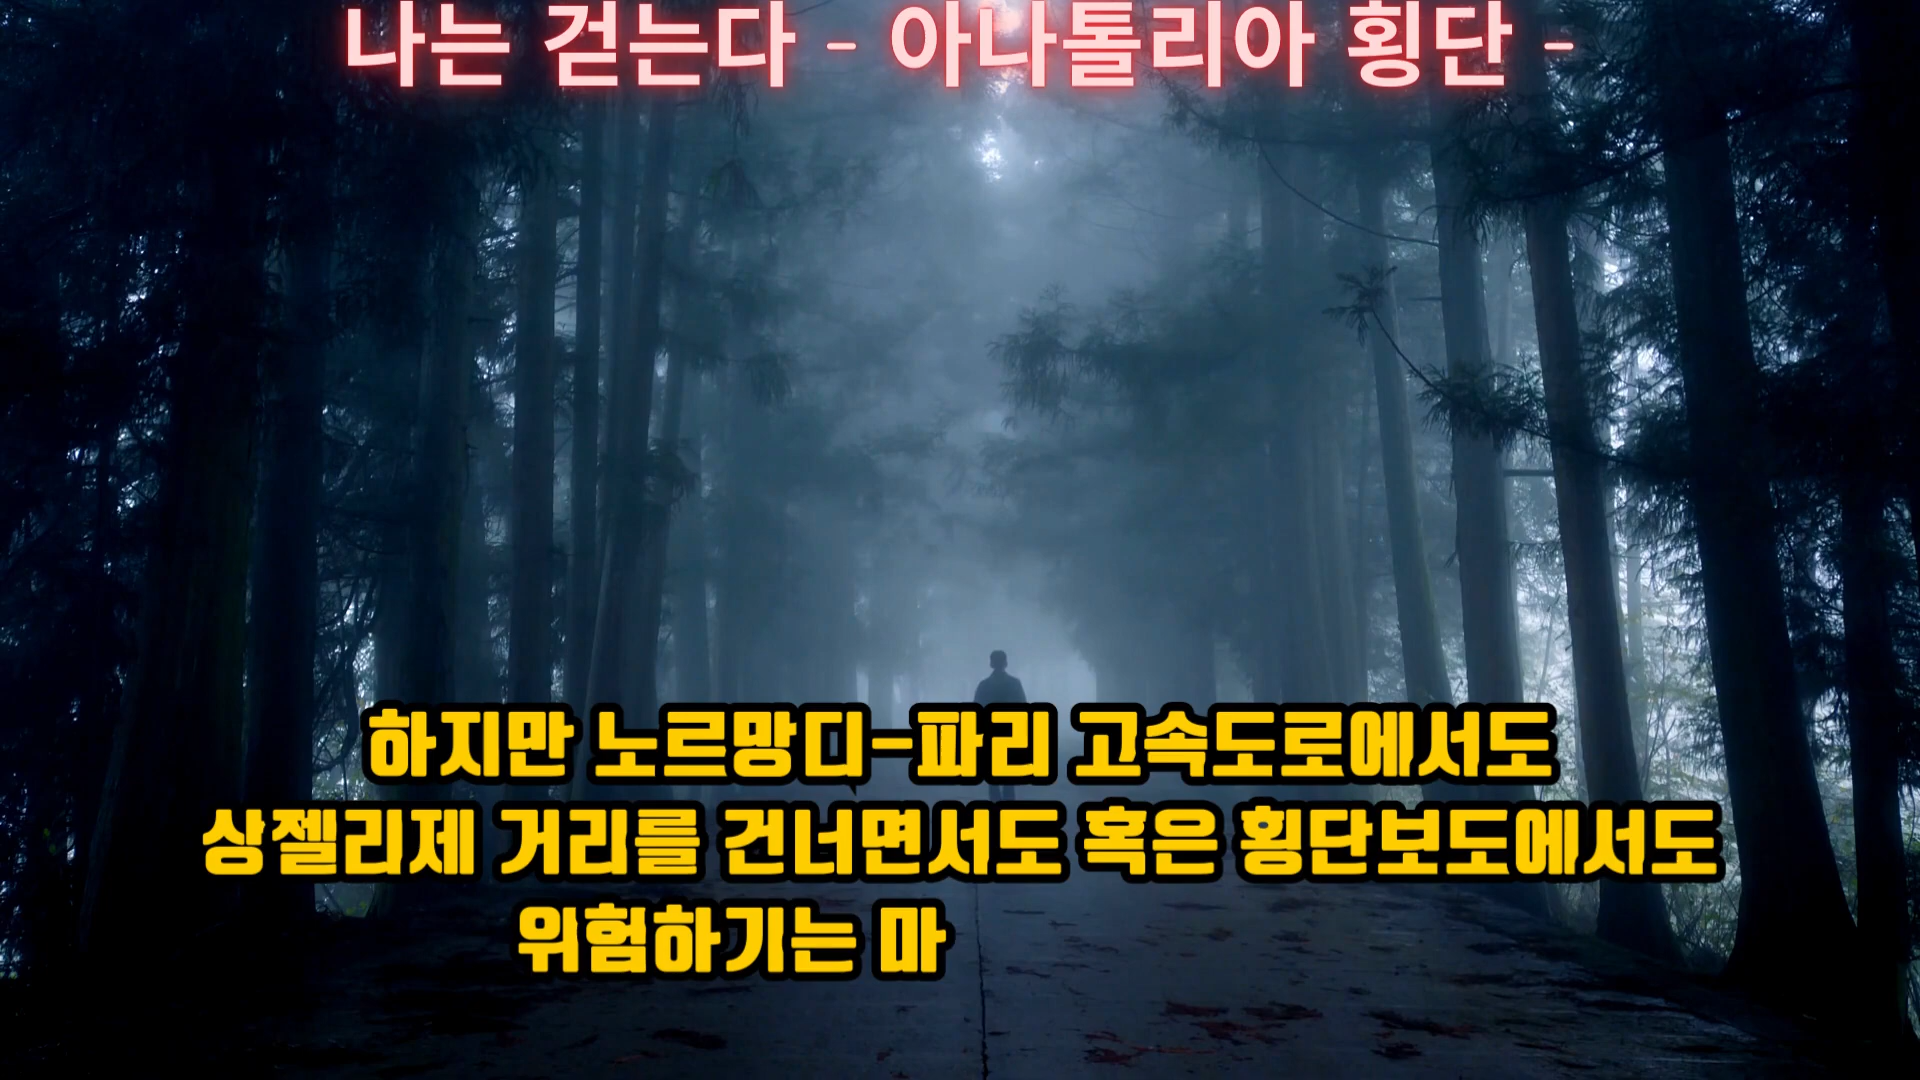 나는 걷는다 - 아나톨리아 횡단 -
하지만 노르망디-파리 고속도로에서도
상젤리제 거리를 건너면서도 혹은 횡단보도에서도
위험하기는 마